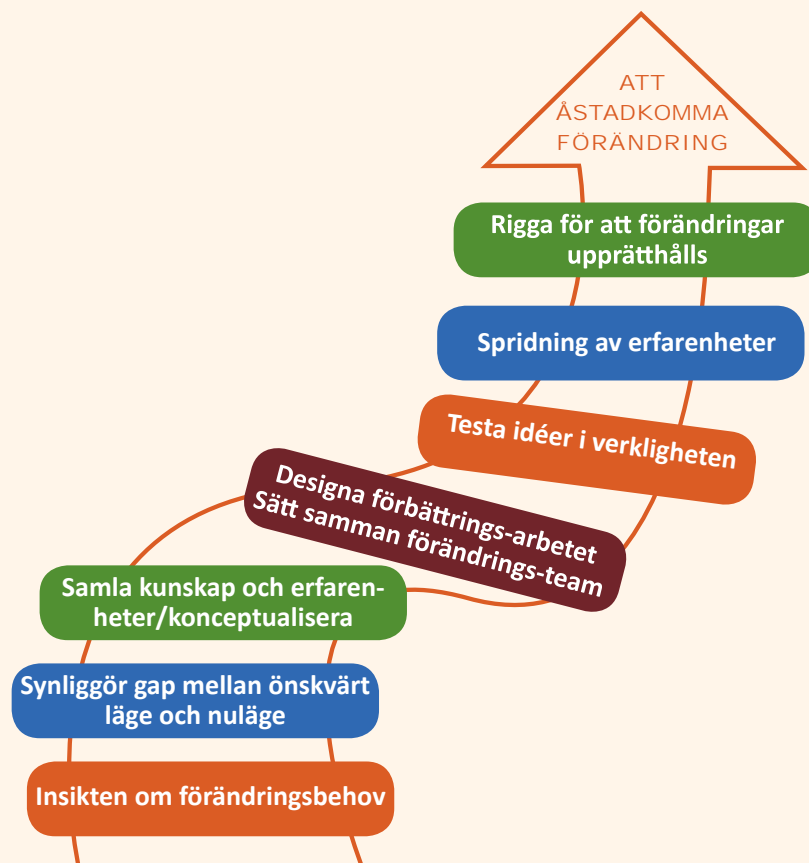 ATT
ÅSTADKOMMA
FÖRÄNDRING
Rigga för att förändringar
upprätthålls
Spridning av erfarenheter
Testa idéer i verkligheten
Designa förbättrings-arbetet
Sätt samman förändrings-team
Samla kunskap och erfaren-
heter/konceptualisera
Synliggör gap mellan önskvärt
läge och nuläge
Insikten om förändringsbehov